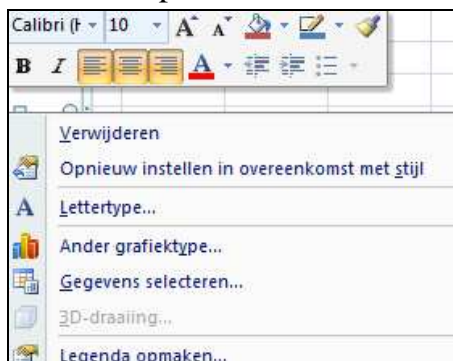 Calibri (H 10 A A
B I A
Verwijderen
Opnieuw instellen in overeenkomst met stijl
A Lettertype...
Ander grafiektype...
Gegevens selecteren...
3D-draaiing...
Legenda opmaken...